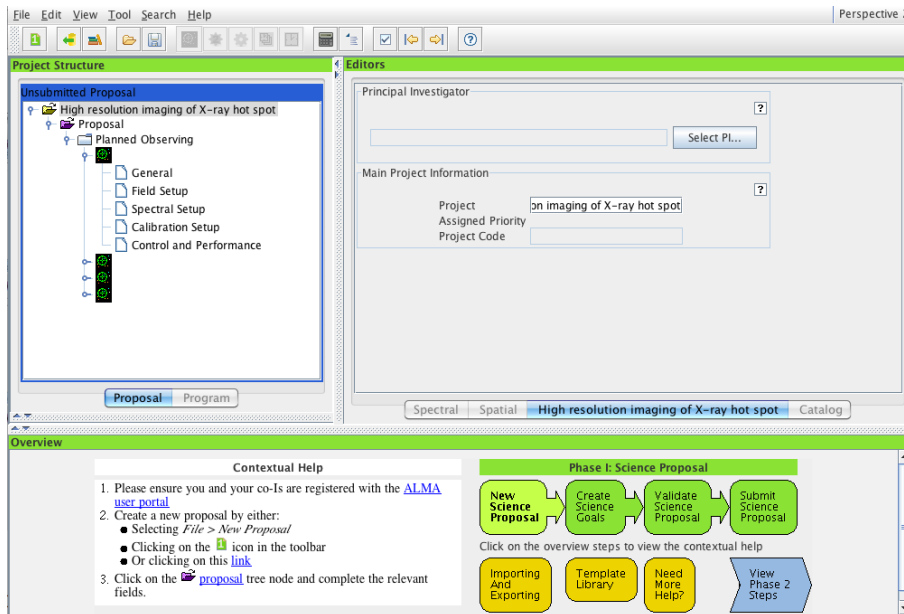 File Edit View Tool Search Help
Perspective
1
?
Project Structure
Editors
Unsubmitted Proposal
High resolution imaging of X-ray hot spot
Proposal
Planned Observing
General
Field Setup
Spectral Setup
Calibration Setup
Control and Performance
Proposal Program
Principal Investigator
?
Select PI...
Main Project Information
?
Project on imaging of X-ray hot spot
Assigned Priority
Project Code
Spectral Spatial High resolution imaging of X-ray hot spot Catalog
Overview
Contextual Help
1. Please ensure you and your co-Is are registered with the ALMA
user portal
2. Create a new proposal by either:
● Selecting File > New Proposal
● Clicking on the 1 icon in the toolbar
● Or clicking on this link
3. Click on the proposal tree node and complete the relevant
fields.
Phase I: Science Proposal
New
Science
Proposal
Create
Science
Goals
Validate
Science
Proposal
Submit
Science
Proposal
Click on the overview steps to view the contextual help
Importing
And
Exporting
Template
Library
Need
More
Help?
View
Phase 2
Steps